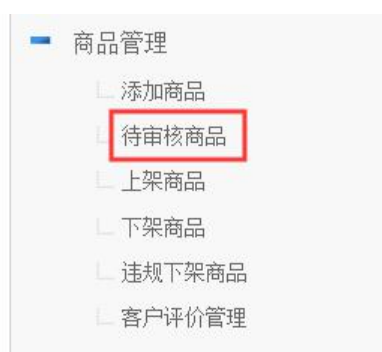 商品管理
添加商品
待审核商品
上架商品
下架商品
违规下架商品
客户评价管理